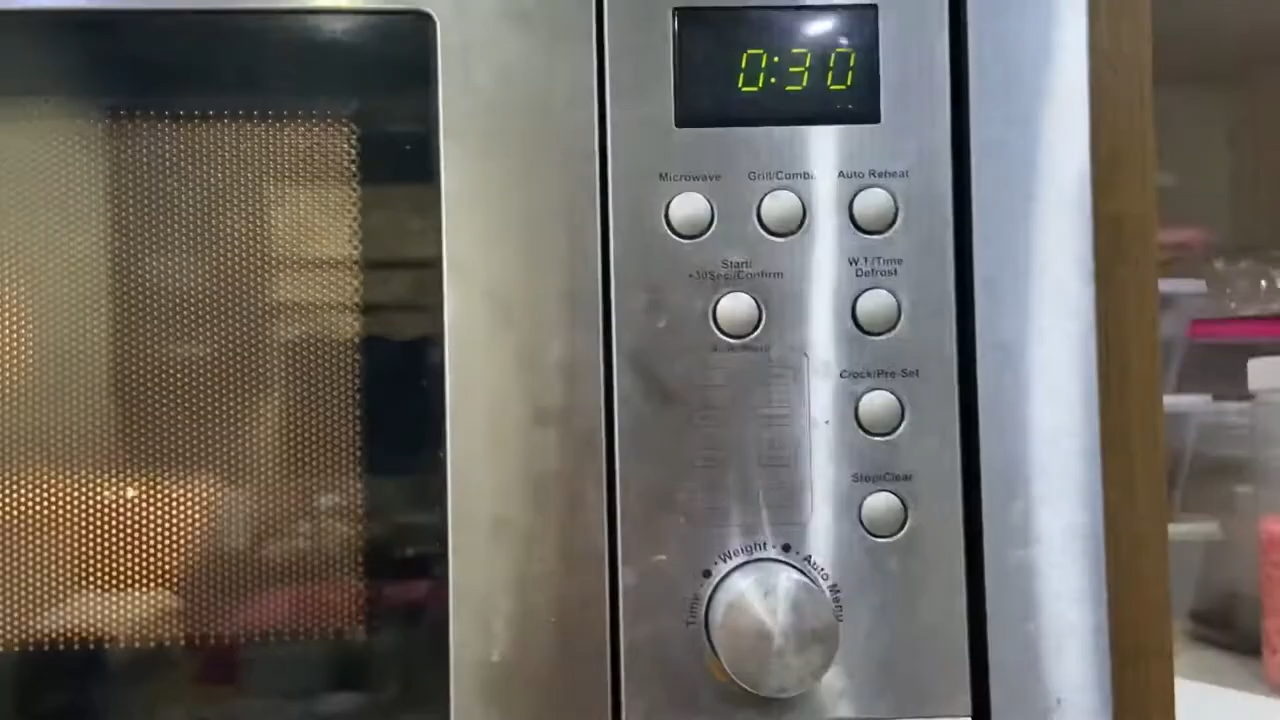 0:30
Microwave
Grill/Combi
Auto Reheat
Start/
+30Sec./Confirm
W.T/Time
Defrost
Clock/Pre-Set
Stop/Clear
Time · Weight · Auto Menu